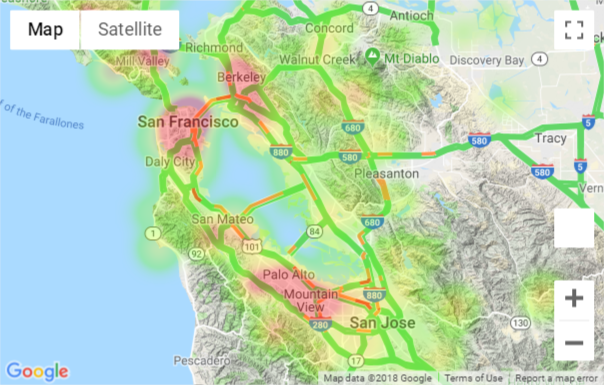 Antioch
4
Concord
Map
Satellite
Richmond
Mill Valley
Walnut Creek
Mt Diablo
Discovery Bay
4
Berkeley
of the Farallones
San Francisco
680
5
580
Tracy
Daly City
880
580
5
Pleasanton
580
Vern
San Mateo
680
1
84
101
92
Palo Alto
Mountain
View
880
280
San Jose
130
17
Pescadero
Google
Map data ©2018 Google
Terms of Use
Report a map error